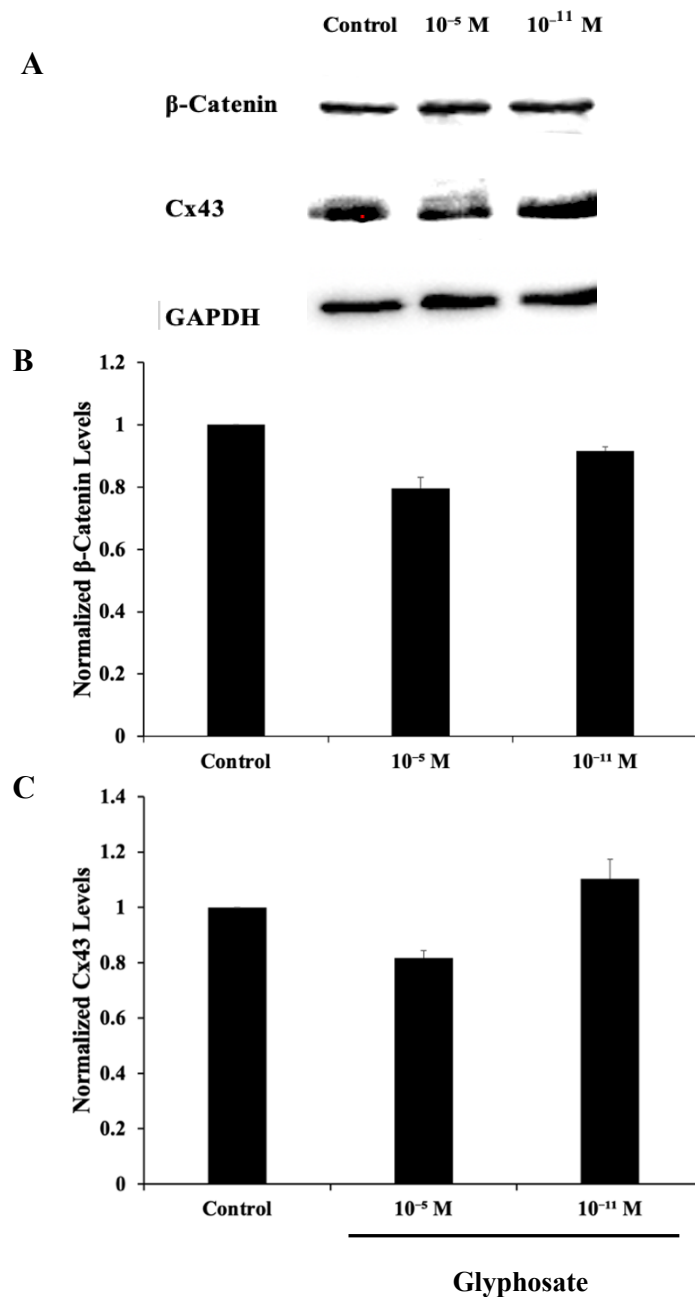 Control 10⁻⁵ M 10⁻¹¹ M
A
β-Catenin
Cx43
GAPDH
B
Normalized β-Catenin Levels
1.2
1
0.8
0.6
0.4
0.2
0
Control 10⁻⁵ M 10⁻¹¹ M
C
Normalized Cx43 Levels
1.4
1.2
1
0.8
0.6
0.4
0.2
0
Control 10⁻⁵ M 10⁻¹¹ M
Glyphosate